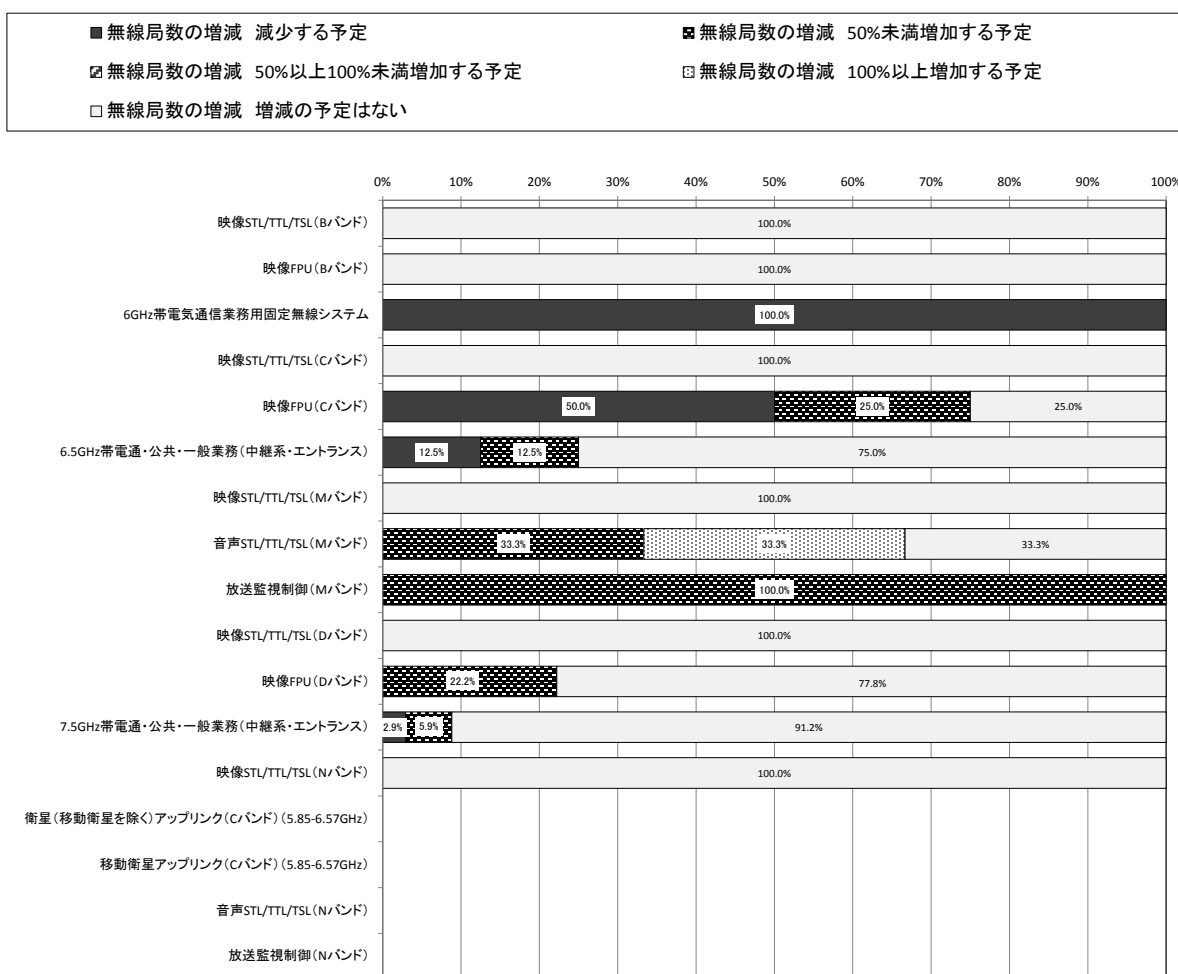 ■無線局数の増減 減少する予定
無線局数の増減 50%未満増加する予定
無線局数の増減 50%以上100%未満増加する予定
無線局数の増減 100%以上増加する予定
□無線局数の増減 増減の予定はない
0% 10% 20% 30% 40% 50% 60% 70% 80% 90% 100%
映像STL/TTL/TSL(Bバンド) 100.0%
映像FPU(Bバンド) 100.0%
6GHz帯電気通信業務用固定無線システム 100.0%
映像STL/TTL/TSL(Cバンド) 100.0%
映像FPU(Cバンド) 50.0% 25.0% 25.0%
6.5GHz帯電通・公共・一般業務(中継系・エントランス) 12.5% 12.5% 75.0%
映像STL/TTL/TSL(Mバンド) 100.0%
音声STL/TTL/TSL(Mバンド) 33.3% 33.3% 33.3%
放送監視制御(Mバンド) 100.0%
映像STL/TTL/TSL(Dバンド) 100.0%
映像FPU(Dバンド) 22.2% 77.8%
7.5GHz帯電通・公共・一般業務(中継系・エントランス) 2.9% 5.9% 91.2%
映像STL/TTL/TSL(Nバンド) 100.0%
衛星(移動衛星を除く)アップリンク(Cバンド)(5.85-6.57GHz)
移動衛星アップリンク(Cバンド)(5.85-6.57GHz)
音声STL/TTL/TSL(Nバンド)
放送監視制御(Nバンド)